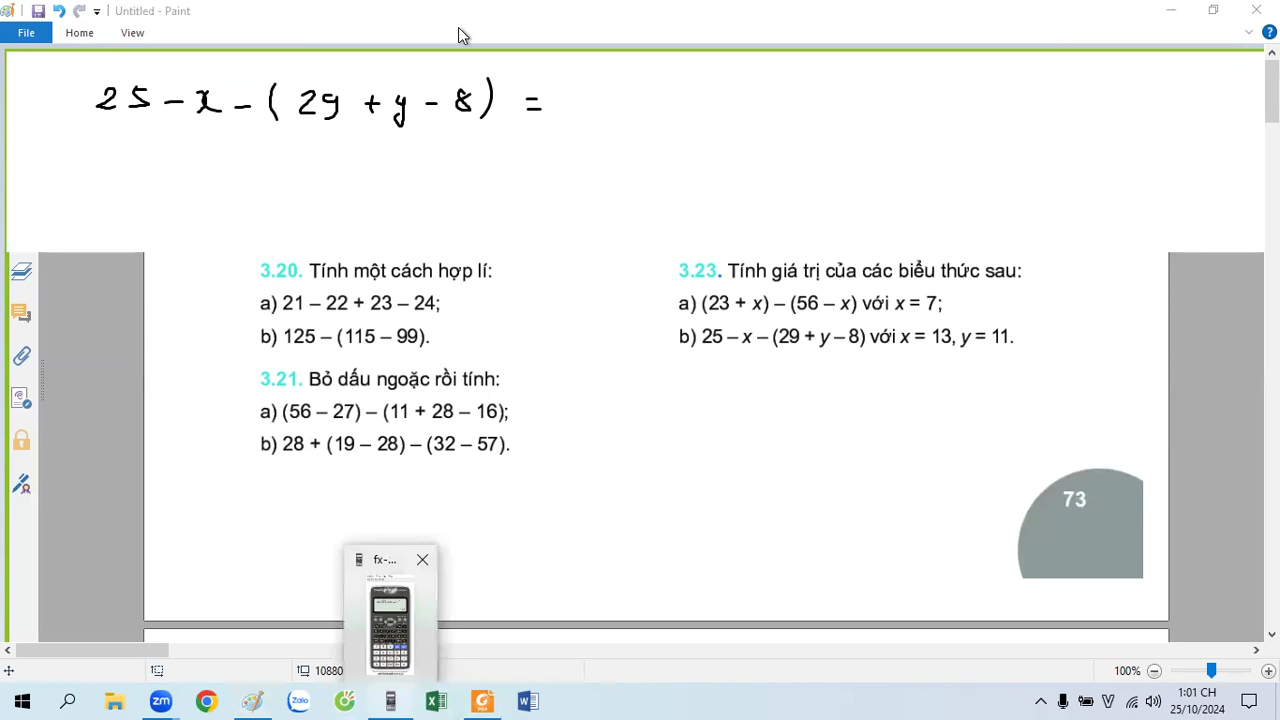 Untitled - Paint
File Home View
25 - x - ( 29 + y - 8 ) =
3.20. Tính một cách hợp lí:
a) 21 – 22 + 23 – 24;
b) 125 – (115 – 99).
3.21. Bỏ dấu ngoặc rồi tính:
a) (56 – 27) – (11 + 28 – 16);
b) 28 + (19 – 28) – (32 – 57).
3.23. Tính giá trị của các biểu thức sau:
a) (23 + x) – (56 – x) với x = 7;
b) 25 – x – (29 + y – 8) với x = 13, y = 11.
73
fx-...
10880
100%
zm
Zalo
1:01 CH
25/10/2024